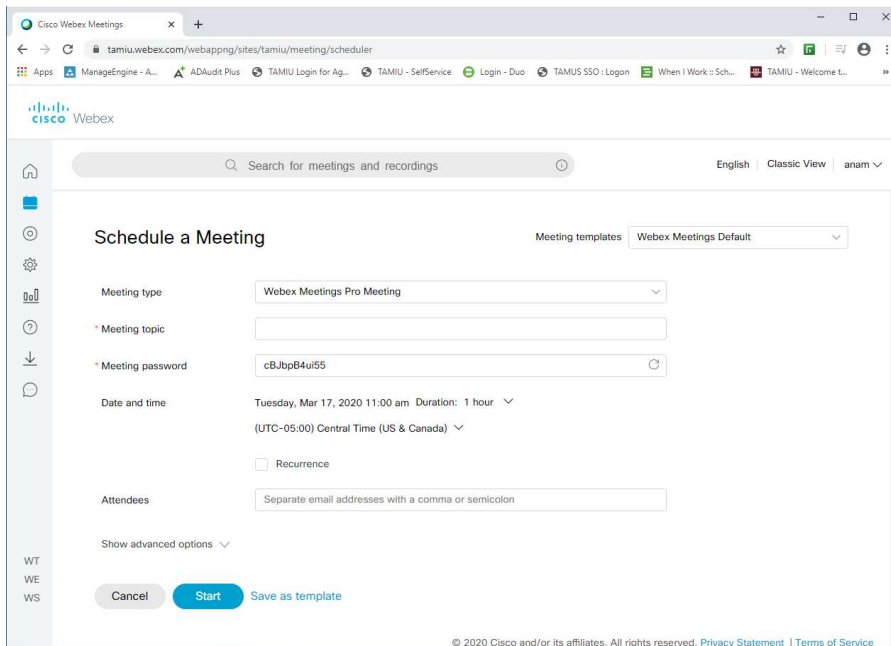 Cisco Webex Meetings
tamiu.webex.com/webappng/sites/tamiu/meeting/scheduler
Apps ManageEngine - A... ADAudit Plus TAMIU Login for Ag... TAMIU - SelfService Login - Duo TAMUS SSO : Logon When I Work :: Sch... TAMIU - Welcome t... »
CISCO Webex
Search for meetings and recordings
English Classic View anam
Schedule a Meeting
Meeting templates Webex Meetings Default
Meeting type Webex Meetings Pro Meeting
* Meeting topic
* Meeting password cBJbpB4ui55
Date and time Tuesday, Mar 17, 2020 11:00 am Duration: 1 hour
(UTC-05:00) Central Time (US & Canada)
Recurrence
Attendees Separate email addresses with a comma or semicolon
Show advanced options
WT
WE
WS
Cancel Start Save as template
© 2020 Cisco and/or its affiliates. All rights reserved. Privacy Statement | Terms of Service